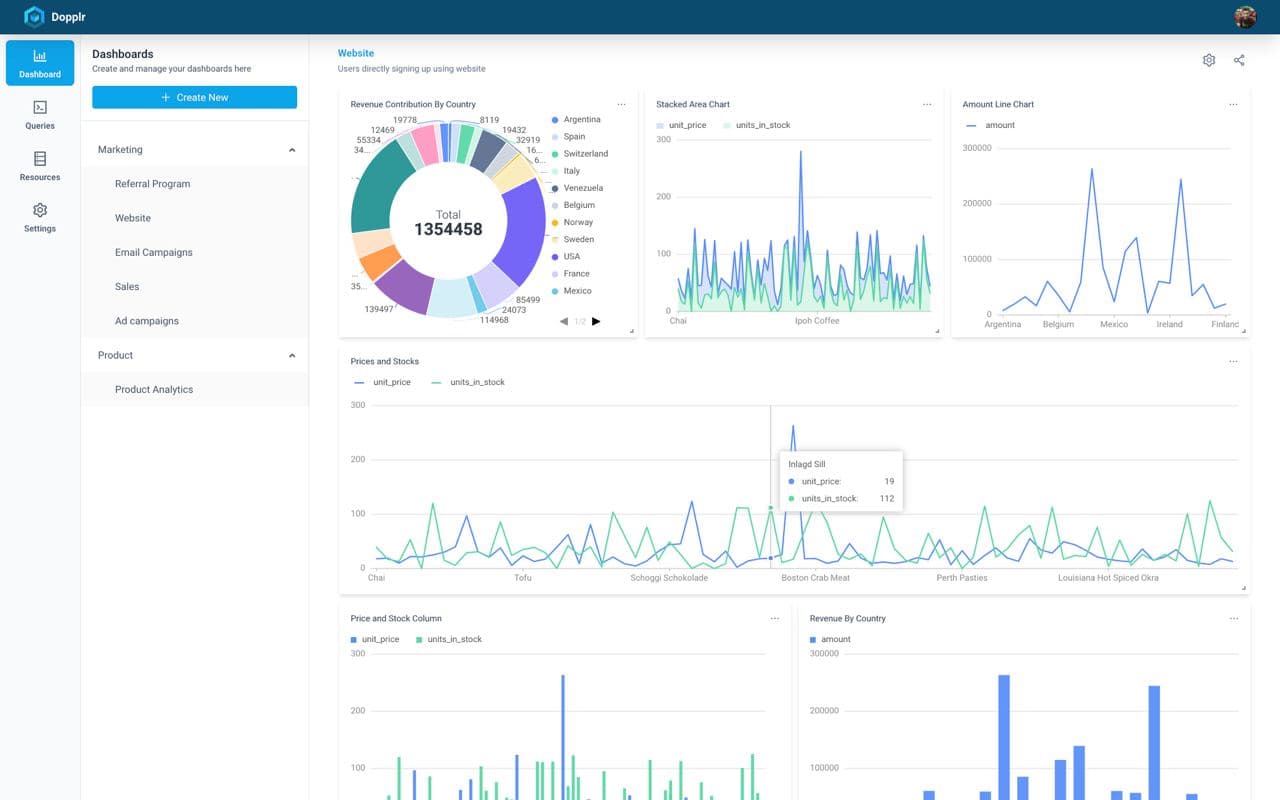 Dopplr
Dashboard
Queries
Resources
Settings
Dashboards
Create and manage your dashboards here
+ Create New
Marketing
Referral Program
Website
Email Campaigns
Sales
Ad campaigns
Product
Product Analytics
Website
Users directly signing up using website
Revenue Contribution By Country
...
19778
8119
12469
19432
55334
32919
34...
16...
6...
Total
1354458
...
35...
139497
85499
24073
114968
Argentina
Spain
Switzerland
Italy
Venezuela
Belgium
Norway
Sweden
USA
France
Mexico
1/2
Stacked Area Chart
...
unit_price units_in_stock
300
200
100
0
Chai Ipoh Coffee
Amount Line Chart
...
amount
300000
200000
100000
0
Argentina Belgium Mexico Ireland Finland
Prices and Stocks
...
unit_price units_in_stock
300
200
100
0
Chai Tofu Schoggi Schokolade Boston Crab Meat Perth Pasties Louisiana Hot Spiced Okra
Inlagd Sill
unit_price: 19
units_in_stock: 112
Price and Stock Column
...
unit_price units_in_stock
300
200
100
Revenue By Country
...
amount
300000
200000
100000